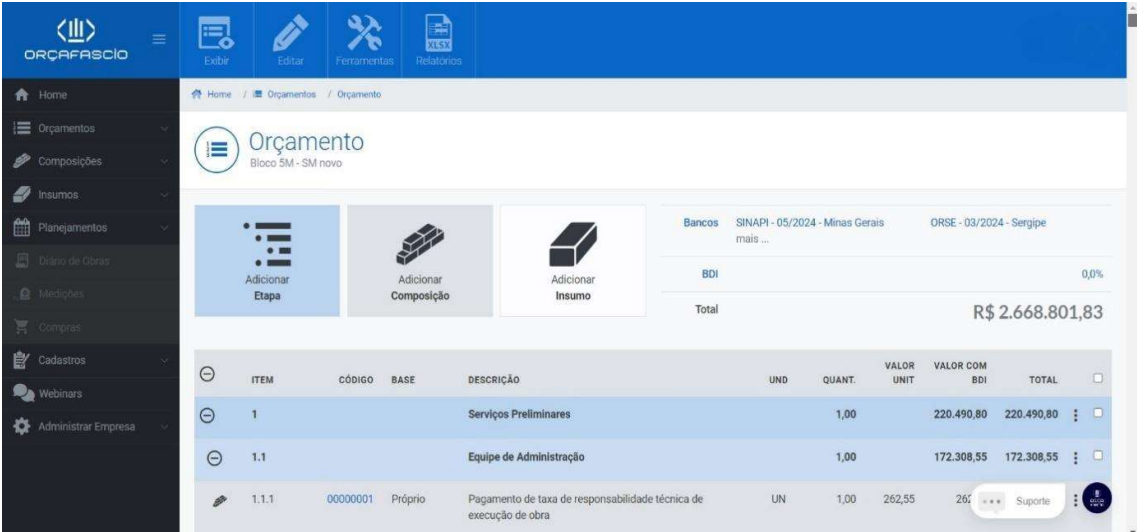 ORÇAFASCIO
Exibir
Editar
Ferramentas
XLSX
Relatórios
Home
Orçamentos
Composições
Insumos
Planejamentos
Diário de Obras
Medições
Compras
Cadastros
Webinars
Administrar Empresa
Home / Orçamentos / Orçamento
Orçamento
Bloco 5M - SM novo
Adicionar
Etapa
Adicionar
Composição
Adicionar
Insumo
Bancos SINAPI - 05/2024 - Minas Gerais ORSE - 03/2024 - Sergipe
mais ...
BDI 0,0%
Total R$ 2.668.801,83
ITEM CÓDIGO BASE DESCRIÇÃO UND QUANT. VALOR UNIT VALOR COM BDI TOTAL
1 Serviços Preliminares 1,00 220.490,80 220.490,80
1.1 Equipe de Administração 1,00 172.308,55 172.308,55
1.1.1 00000001 Próprio Pagamento de taxa de responsabilidade técnica de UN 1,00 262,55
execução de obra
Suporte